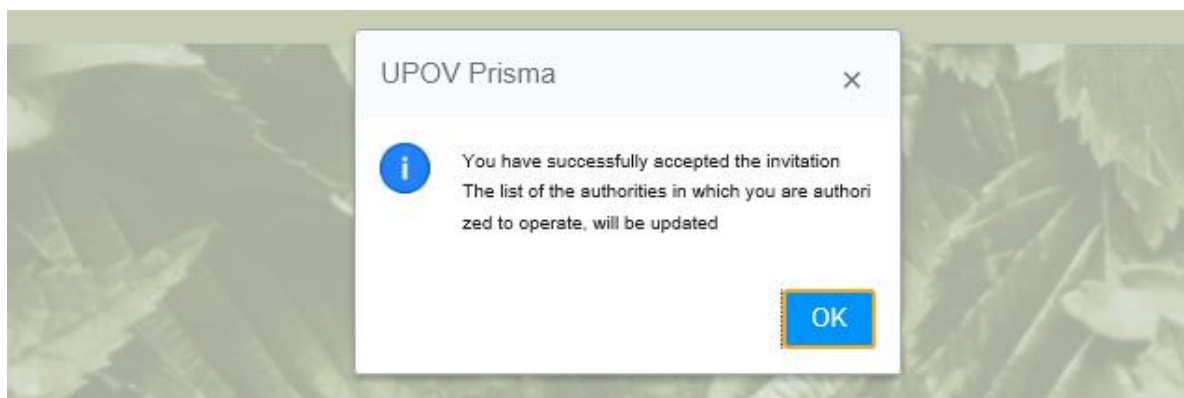 UPOV Prisma
×
You have successfully accepted the invitation
The list of the authorities in which you are authori
zed to operate, will be updated
OK